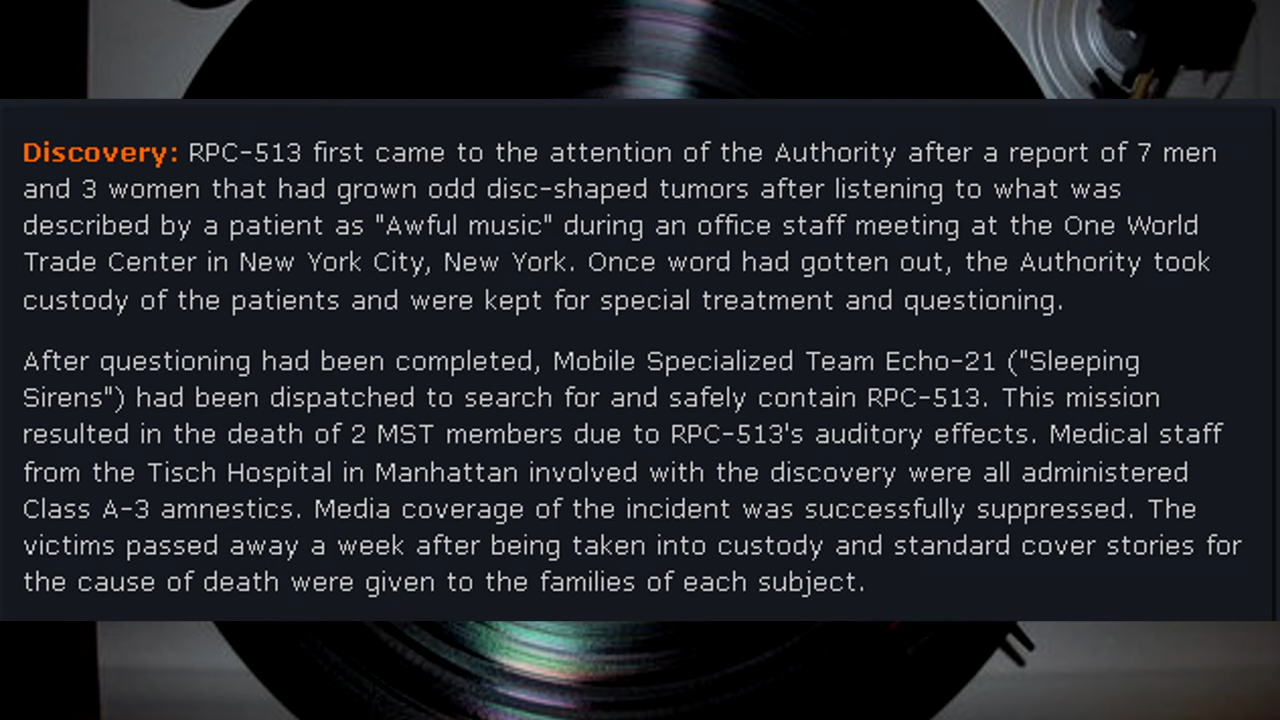 Discovery: RPC-513 first came to the attention of the Authority after a report of 7 men
and 3 women that had grown odd disc-shaped tumors after listening to what was
described by a patient as "Awful music" during an office staff meeting at the One World
Trade Center in New York City, New York. Once word had gotten out, the Authority took
custody of the patients and were kept for special treatment and questioning.
After questioning had been completed, Mobile Specialized Team Echo-21 ("Sleeping
Sirens") had been dispatched to search for and safely contain RPC-513. This mission
resulted in the death of 2 MST members due to RPC-513's auditory effects. Medical staff
from the Tisch Hospital in Manhattan involved with the discovery were all administered
Class A-3 amnestics. Media coverage of the incident was successfully suppressed. The
victims passed away a week after being taken into custody and standard cover stories for
the cause of death were given to the families of each subject.